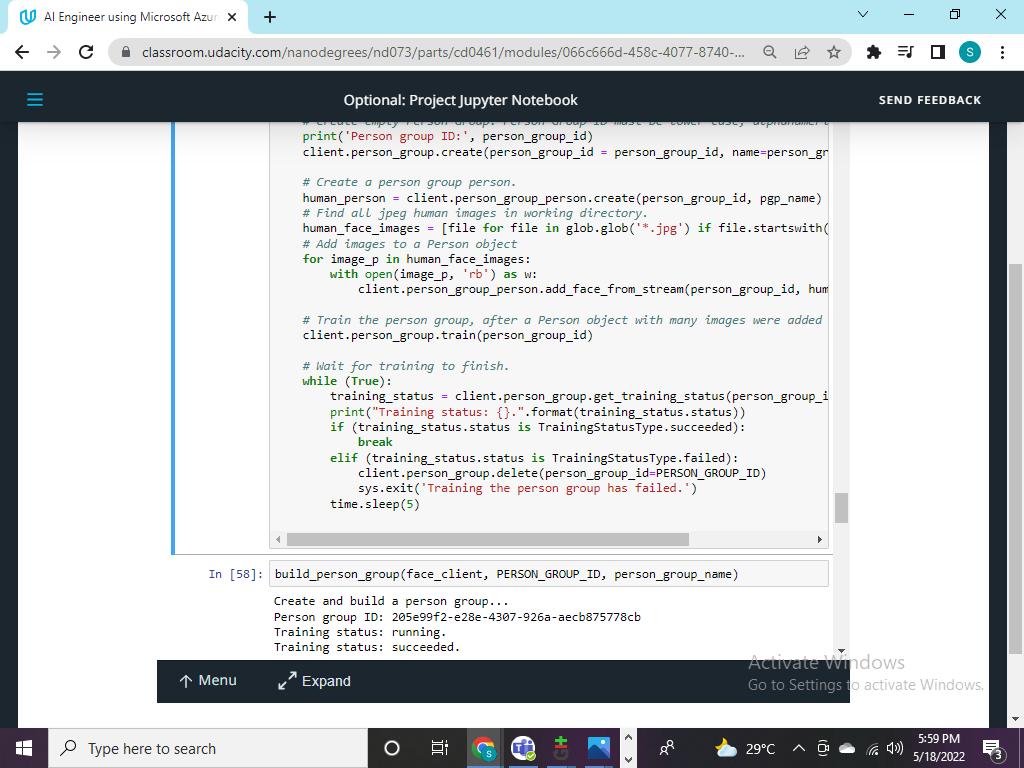 AI Engineer using Microsoft Azur
classroom.udacity.com/nanodegrees/nd073/parts/cd0461/modules/066c666d-458c-4077-8740-...
S
Optional: Project Jupyter Notebook
SEND FEEDBACK
# Create empty Person Group. Person Group ID must be lower case, alphanumeri
print('Person group ID:', person_group_id)
client.person_group.create(person_group_id = person_group_id, name=person_gr
# Create a person group person.
human_person = client.person_group_person.create(person_group_id, pgp_name)
# Find all jpeg human images in working directory.
human_face_images = [file for file in glob.glob('*.jpg') if file.startswith(
# Add images to a Person object
for image_p in human_face_images:
with open(image_p, 'rb') as w:
client.person_group_person.add_face_from_stream(person_group_id, hum
# Train the person group, after a Person object with many images were added
client.person_group.train(person_group_id)
# Wait for training to finish.
while (True):
training_status = client.person_group.get_training_status(person_group_i
print("Training status: {}.".format(training_status.status))
if (training_status.status is TrainingStatusType.succeeded):
break
elif (training_status.status is TrainingStatusType.failed):
client.person_group.delete(person_group_id=PERSON_GROUP_ID)
sys.exit('Training the person group has failed.')
time.sleep(5)
In [58]: build_person_group(face_client, PERSON_GROUP_ID, person_group_name)
Create and build a person group...
Person group ID: 205e99f2-e28e-4307-926a-aecb875778cb
Training status: running.
Training status: succeeded.
Menu
Expand
Activate Windows
Go to Settings to activate Windows.
Type here to search
29°C
5:59 PM
5/18/2022
3